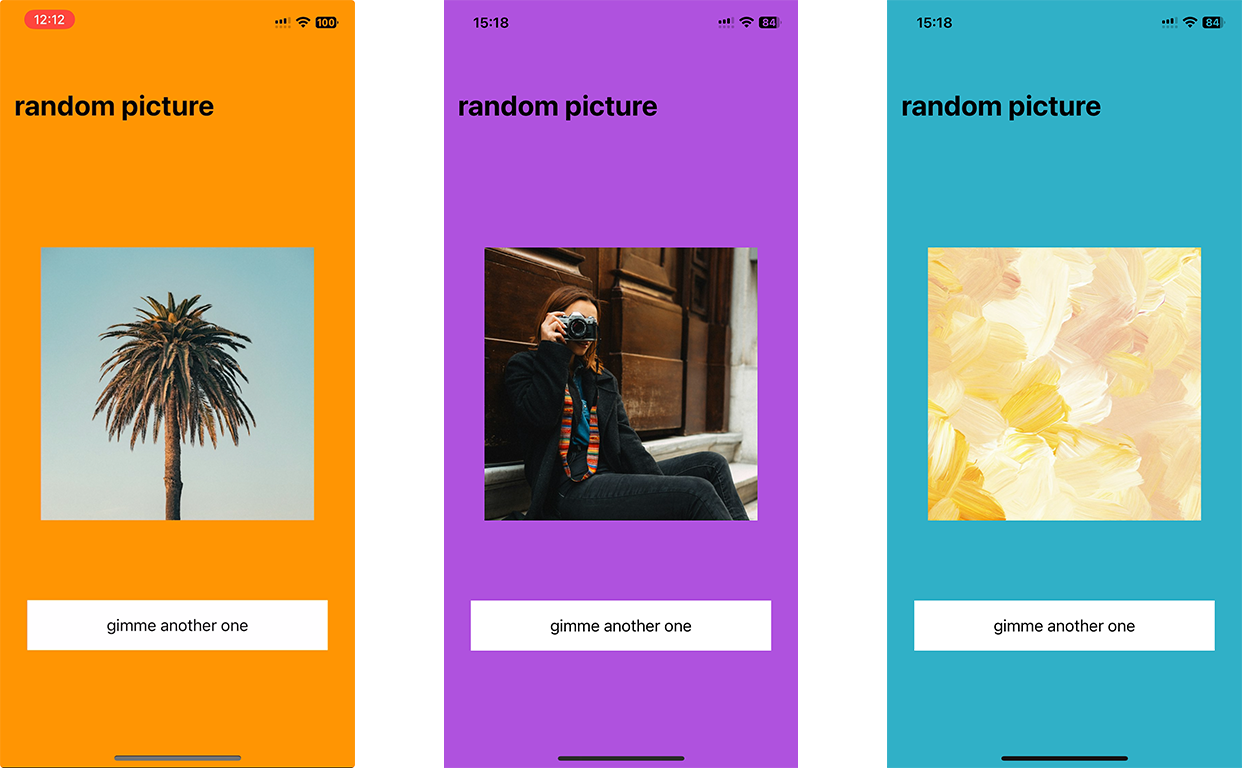 12:12
100
random picture
gimme another one
15:18
84
random picture
gimme another one
15:18
84
random picture
gimme another one